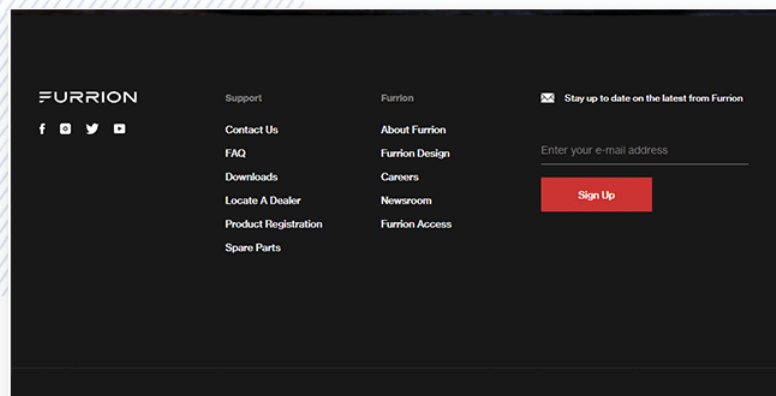 FURRION
Support
Contact Us
FAQ
Downloads
Locate A Dealer
Product Registration
Spare Parts
Furrion
About Furrion
Furrion Design
Careers
Newsroom
Furrion Access
Stay up to date on the latest from Furrion
Enter your e-mail address
Sign Up